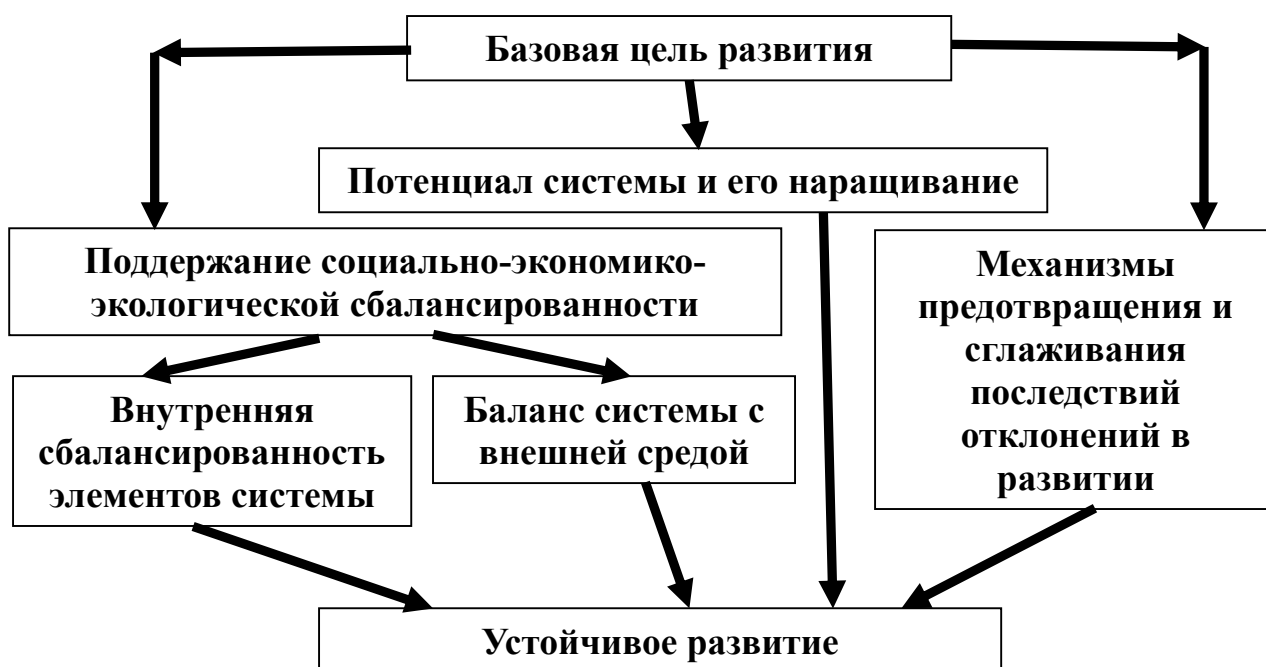 Базовая цель развития
Потенциал системы и его наращивание
Поддержание социально-экономико-
экологической сбалансированности
Механизмы
предотвращения и
сглаживания
последствий
отклонений в
развитии
Внутренняя
сбалансированность
элементов системы
Баланс системы с
внешней средой
Устойчивое развитие